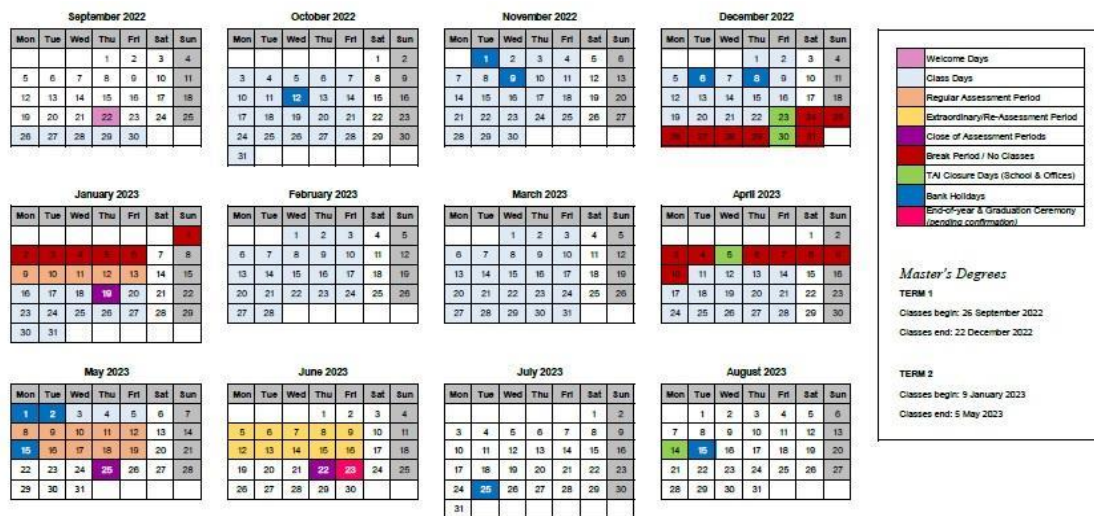 September 2022
Mon Tue Wed Thu Fri Sat Sun
1 2 3 4
5 6 7 8 9 10 11
12 13 14 15 16 17 18
19 20 21 22 23 24 25
26 27 28 29 30
October 2022
Mon Tue Wed Thu Fri Sat Sun
1 2
3 4 5 6 7 8 9
10 11 12 13 14 15 16
17 18 19 20 21 22 23
24 25 26 27 28 29 30
31
November 2022
Mon Tue Wed Thu Fri Sat Sun
1 2 3 4 5 6
7 8 9 10 11 12 13
14 15 16 17 18 19 20
21 22 23 24 25 26 27
28 29 30
December 2022
Mon Tue Wed Thu Fri Sat Sun
1 2 3 4
5 6 7 8 9 10 11
12 13 14 15 16 17 18
19 20 21 22 23 24 25
26 27 28 29 30 31
January 2023
Mon Tue Wed Thu Fri Sat Sun
1
2 3 4 5 6 7 8
9 10 11 12 13 14 15
16 17 18 19 20 21 22
23 24 25 26 27 28 29
30 31
February 2023
Mon Tue Wed Thu Fri Sat Sun
1 2 3 4 5
6 7 8 9 10 11 12
13 14 15 16 17 18 19
20 21 22 23 24 25 26
27 28
March 2023
Mon Tue Wed Thu Fri Sat Sun
1 2 3 4 5
6 7 8 9 10 11 12
13 14 15 16 17 18 19
20 21 22 23 24 25 26
27 28 29 30 31
April 2023
Mon Tue Wed Thu Fri Sat Sun
1 2
3 4 5 6 7 8 9
10 11 12 13 14 15 16
17 18 19 20 21 22 23
24 25 26 27 28 29 30
May 2023
Mon Tue Wed Thu Fri Sat Sun
1 2 3 4 5 6 7
8 9 10 11 12 13 14
15 16 17 18 19 20 21
22 23 24 25 26 27 28
29 30 31
June 2023
Mon Tue Wed Thu Fri Sat Sun
1 2 3 4
5 6 7 8 9 10 11
12 13 14 15 16 17 18
19 20 21 22 23 24 25
26 27 28 29 30
July 2023
Mon Tue Wed Thu Fri Sat Sun
1 2
3 4 5 6 7 8 9
10 11 12 13 14 15 16
17 18 19 20 21 22 23
24 25 26 27 28 29 30
31
August 2023
Mon Tue Wed Thu Fri Sat Sun
1 2 3 4 5 6
7 8 9 10 11 12 13
14 15 16 17 18 19 20
21 22 23 24 25 26 27
28 29 30 31
Welcome Days
Class Days
Regular Assessment Period
Extraordinary/Re-Assessment Period
Close of Assessment Periods
Break Period / No Classes
TAI Closure Days (School & Offices)
Bank Holidays
End-of-year & Graduation Ceremony
(pending confirmation)
Master's Degrees
TERM 1
Classes begin: 26 September 2022
Classes end: 22 December 2022
TERM 2
Classes begin: 9 January 2023
Classes end: 5 May 2023